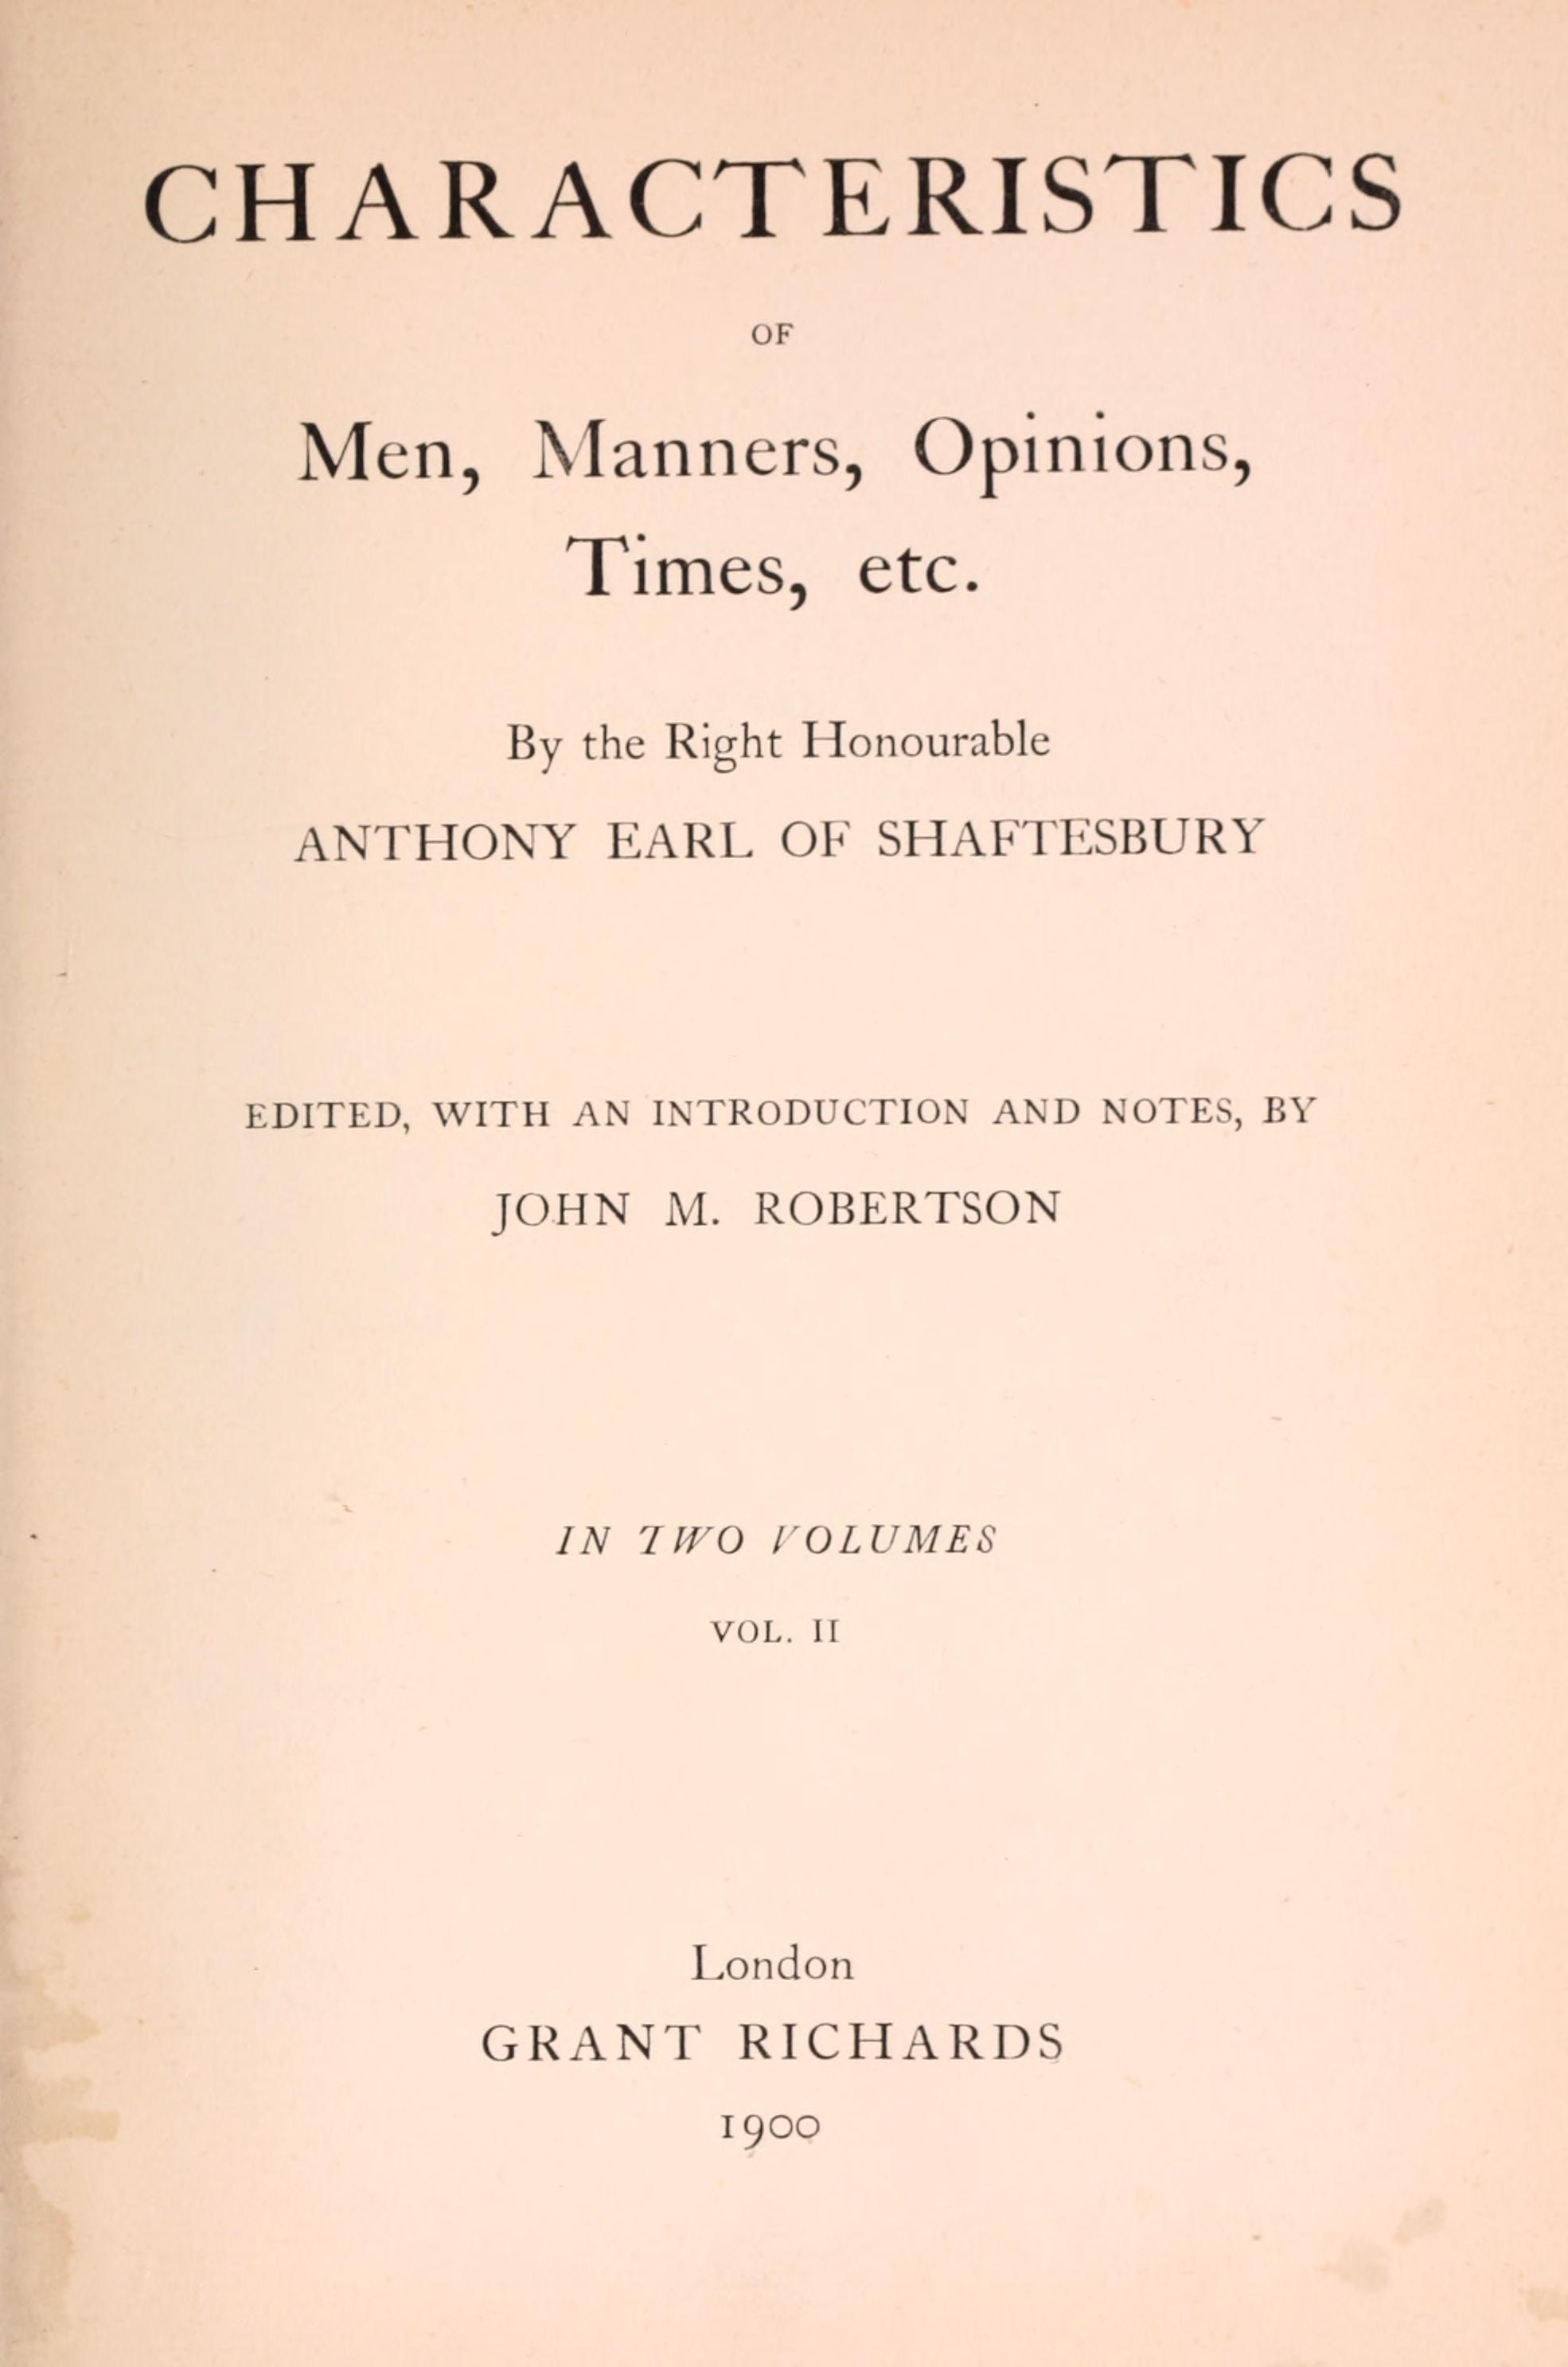 CHARACTERISTICS
OF
Men, Manners, Opinions,
Times, etc.
By the Right Honourable
ANTHONY EARL OF SHAFTESBURY
EDITED, WITH AN INTRODUCTION AND NOTES, BY
JOHN M. ROBERTSON
IN TWO VOLUMES
VOL. II
London
GRANT RICHARDS
1900